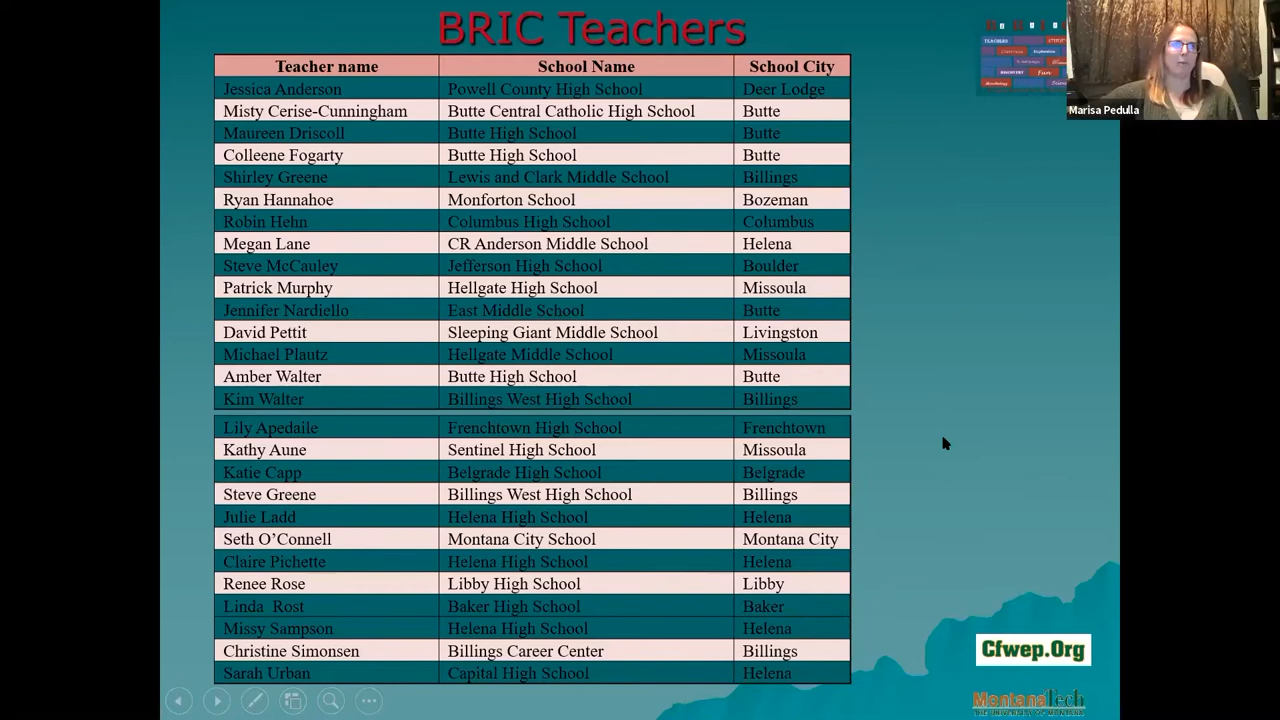 BRIC Teachers
Teacher name School Name School City
Jessica Anderson Powell County High School Deer Lodge
Misty Cerise-Cunningham Butte Central Catholic High School Butte
Maureen Driscoll Butte High School Butte
Colleene Fogarty Butte High School Butte
Shirley Greene Lewis and Clark Middle School Billings
Ryan Hannahoe Monforton School Bozeman
Robin Hehn Columbus High School Columbus
Megan Lane CR Anderson Middle School Helena
Steve McCauley Jefferson High School Boulder
Patrick Murphy Hellgate High School Missoula
Jennifer Nardiello East Middle School Butte
David Pettit Sleeping Giant Middle School Livingston
Michael Plautz Hellgate Middle School Missoula
Amber Walter Butte High School Butte
Kim Walter Billings West High School Billings
Lily Apedaile Frenchtown High School Frenchtown
Kathy Aune Sentinel High School Missoula
Katie Capp Belgrade High School Belgrade
Steve Greene Billings West High School Billings
Julie Ladd Helena High School Helena
Seth O’Connell Montana City School Montana City
Claire Pichette Helena High School Helena
Renee Rose Libby High School Libby
Linda Rost Baker High School Baker
Missy Sampson Helena High School Helena
Christine Simonsen Billings Career Center Billings
Sarah Urban Capital High School Helena
TEACHERS
DISCOVERY Fun
Marisa Pedulla
Cfwep.Org
MontanaTech
THE UNIVERSITY OF MONTANA